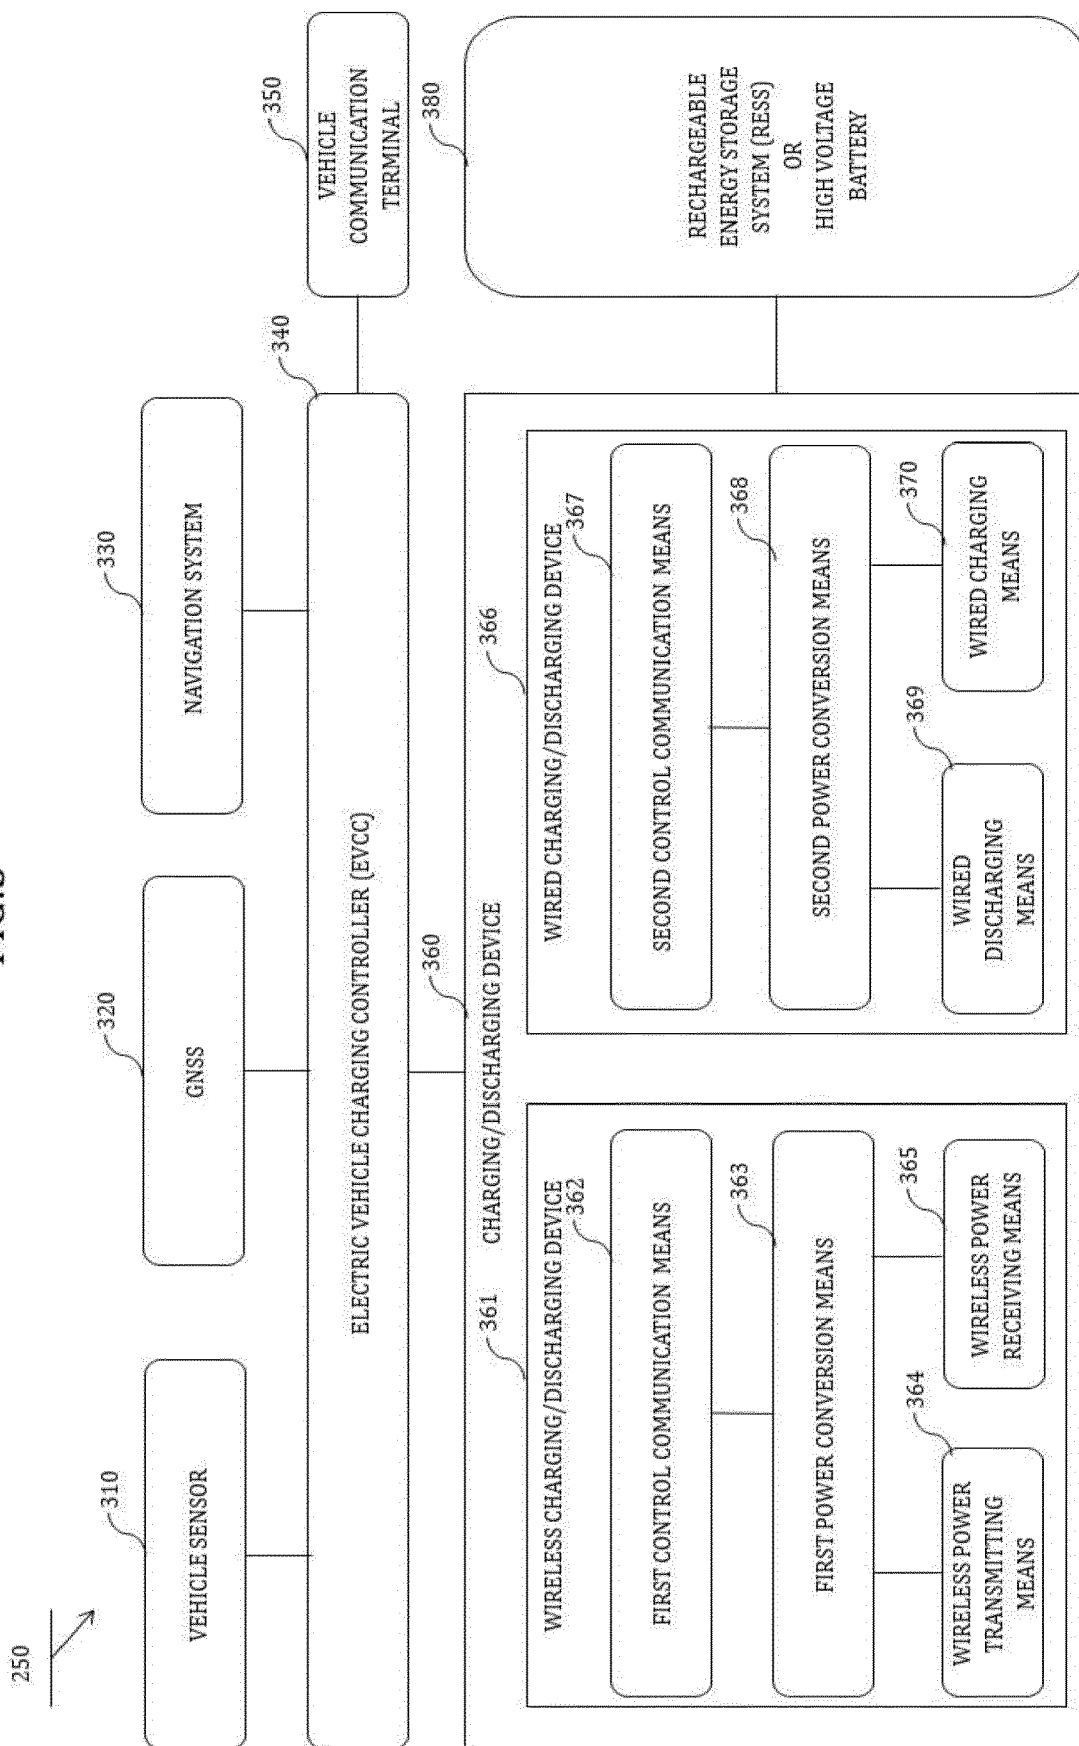 250
310
VEHICLE SENSOR
320
GNSS
330
NAVIGATION SYSTEM
340
ELECTRIC VEHICLE CHARGING CONTROLLER (EVCC)
350
VEHICLE
COMMUNICATION
TERMINAL
360
CHARGING/DISCHARGING DEVICE
361
WIRELESS CHARGING/DISCHARGING DEVICE
362
FIRST CONTROL COMMUNICATION MEANS
363
FIRST POWER CONVERSION MEANS
364
WIRELESS POWER
TRANSMITTING
MEANS
365
WIRELESS POWER
RECEIVING MEANS
366
WIRED CHARGING/DISCHARGING DEVICE
367
SECOND CONTROL COMMUNICATION MEANS
368
SECOND POWER CONVERSION MEANS
369
WIRED
DISCHARGING
MEANS
370
WIRED CHARGING
MEANS
380
RECHARGEABLE
ENERGY STORAGE
SYSTEM (RESS)
OR
HIGH VOLTAGE
BATTERY